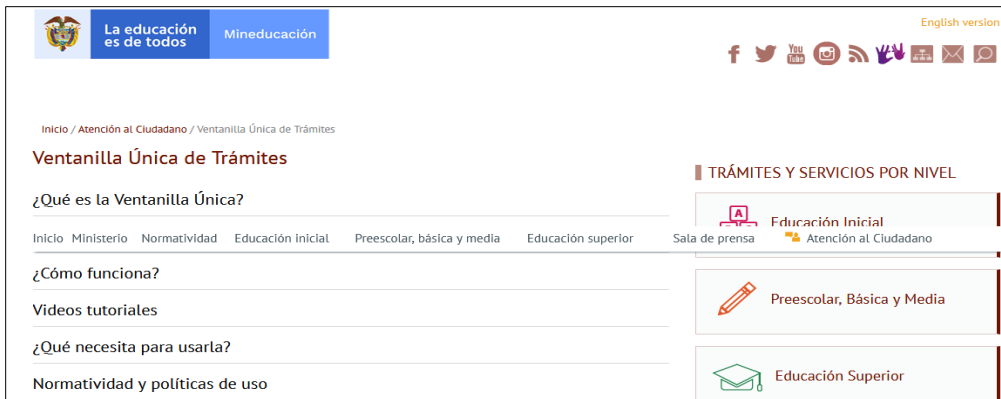 La educación
es de todos
Mineducación
English version
You
Tube
Inicio / Atención al Ciudadano / Ventanilla Única de Trámites
Ventanilla Única de Trámites
¿Qué es la Ventanilla Única?
Inicio Ministerio Normatividad Educación inicial Preescolar, básica y media Educación superior Sala de prensa Atención al Ciudadano
¿Cómo funciona?
Videos tutoriales
¿Qué necesita para usarla?
Normatividad y políticas de uso
TRÁMITES Y SERVICIOS POR NIVEL
A
Educación Inicial
Preescolar, Básica y Media
Educación Superior